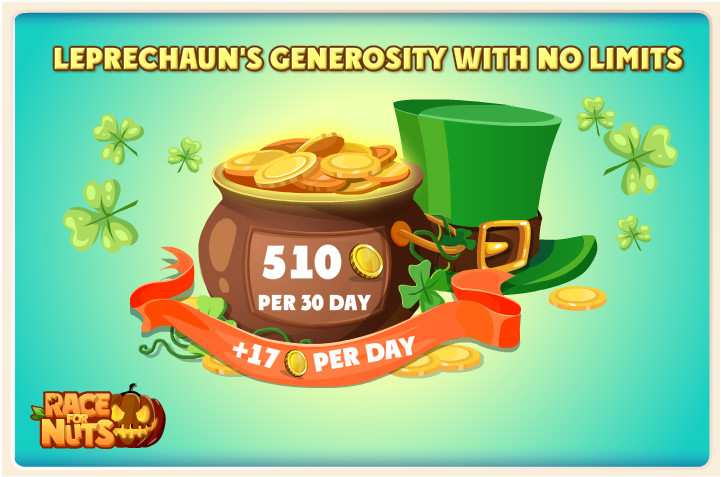 LEPRECHAUN'S GENEROSITY WITH NO LIMITS
510
PER 30 DAY
+17 PER DAY
RACE
FOR
NUTS